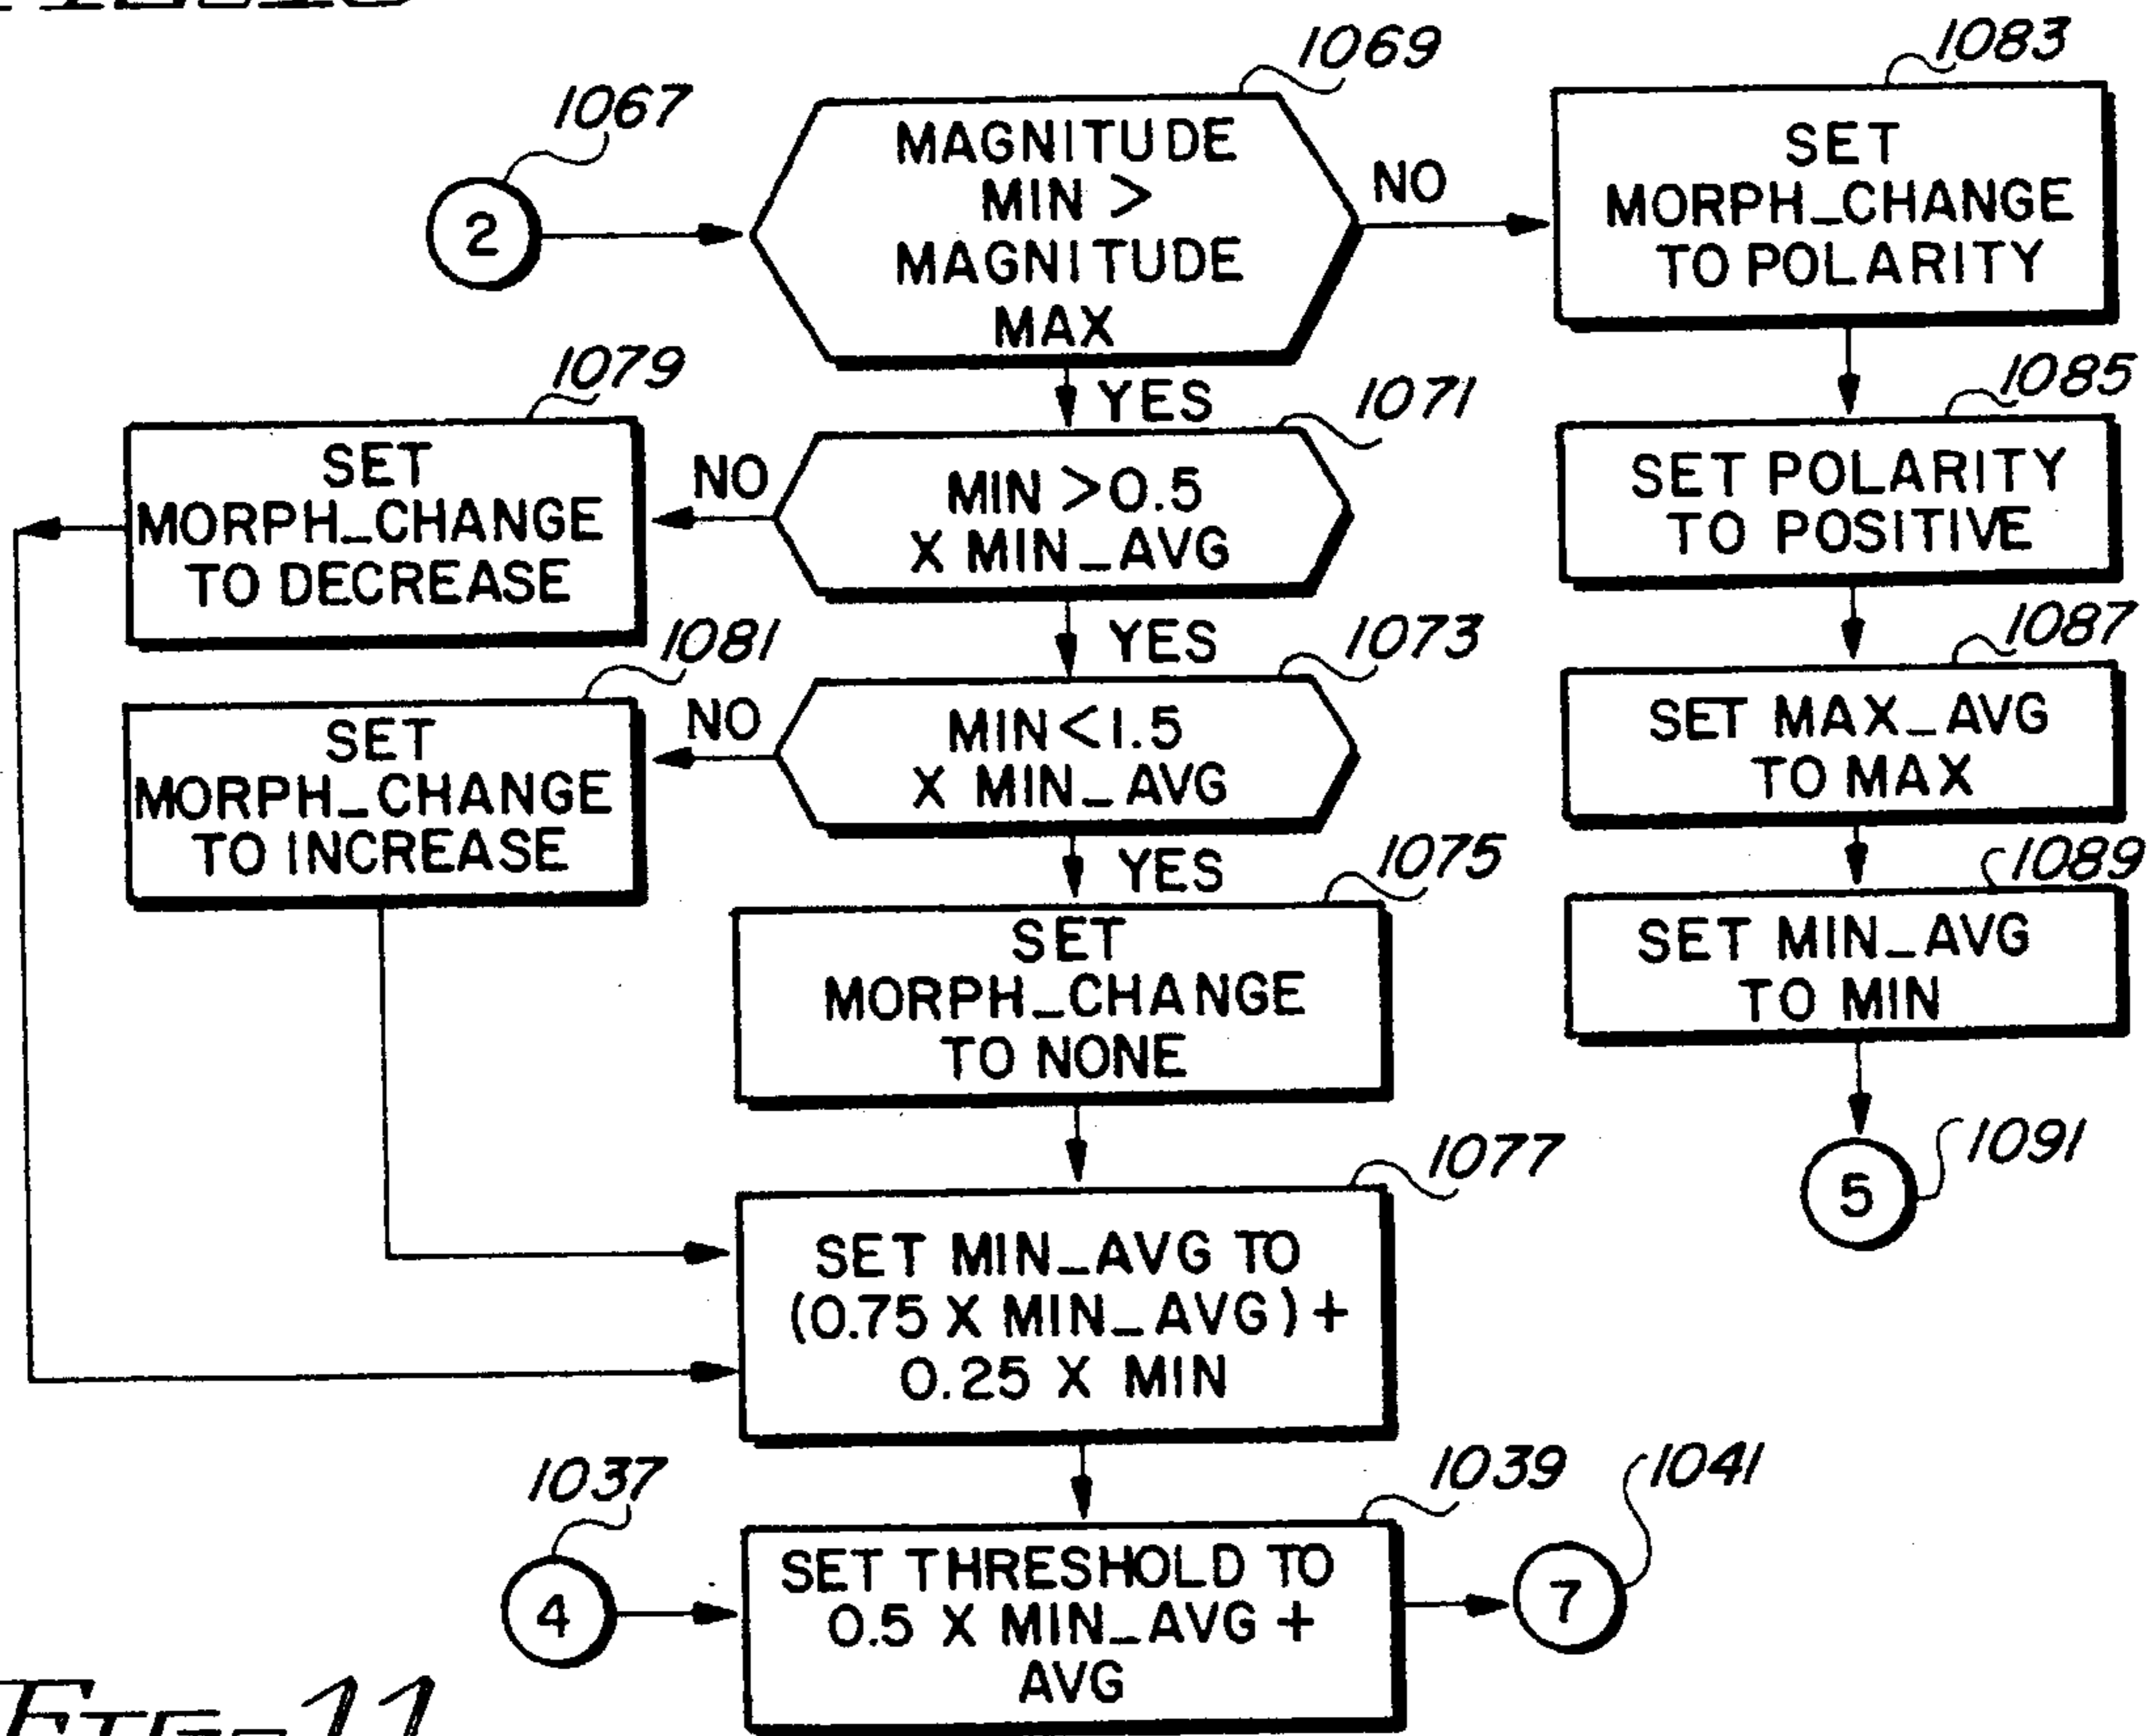 1067
2
1069
MAGNITUDE
MIN >
MAGNITUDE
MAX
NO
1083
SET
MORPH_CHANGE
TO POLARITY
YES
1079
SET
MORPH_CHANGE
TO DECREASE
NO
1071
MIN >0.5
X MIN_AVG
1085
SET POLARITY
TO POSITIVE
YES
1081
SET
MORPH_CHANGE
TO INCREASE
NO
1073
MIN<1.5
X MIN_AVG
1087
SET MAX_AVG
TO MAX
YES
1075
SET
MORPH_CHANGE
TO NONE
1089
SET MIN_AVG
TO MIN
1091
5
1077
SET MIN_AVG TO
(0.75 X MIN_AVG) +
0.25 X MIN
1037
4
1039
SET THRESHOLD TO
0.5 X MIN_AVG +
AVG
1041
7